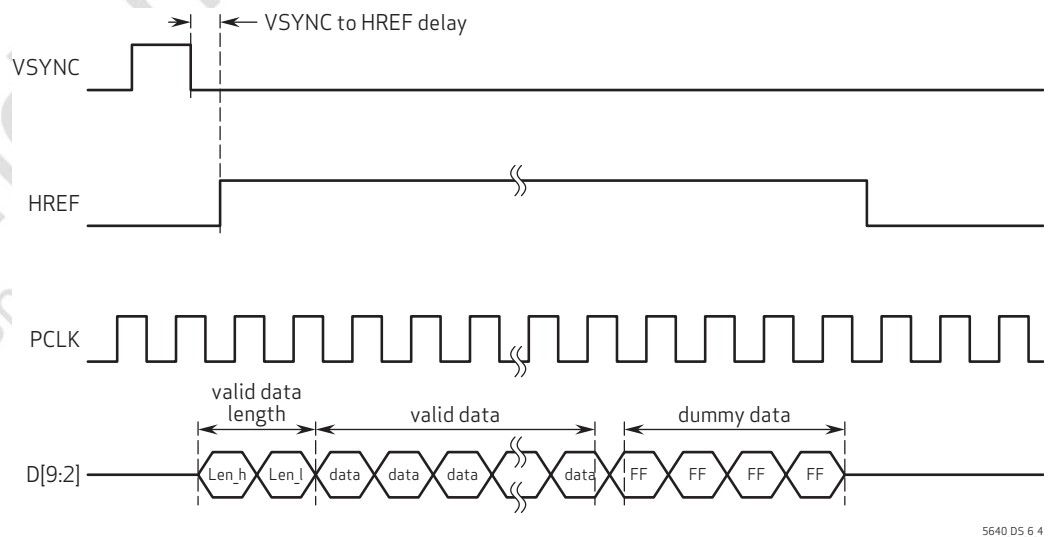 VSYNC to HREF delay
VSYNC
HREF
PCLK
valid data
length
valid data
dummy data
D[9:2]
Len_h Len_l data data data data FF FF FF FF
5640 DS 6 4